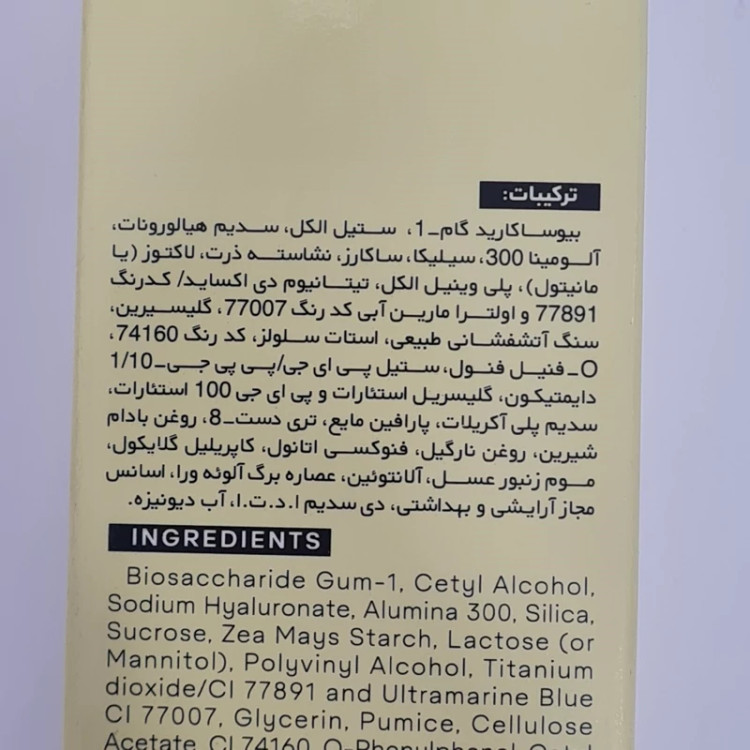 ترکیبات:
بیوساکارید گام-1، ستیل الکل، سدیم هیالورونات،
آلومینا 300، سیلیکا، ساکارز، نشاسته ذرت، لاکتوز (یا
مانیتول)، پلی وینیل الکل، تیتانیوم دی اکساید/ کدرنگ
77891 و اولترا مارین آبی کد رنگ 77007، گلیسیرین،
سنگ آتشفشانی طبیعی، استات سلولز، کد رنگ 74160،
O-فنیل فنول، ستیل پی ای جی/پی پی جی-1/10
دایمتیکون، گلیسریل استئارات و پی ای جی 100 استئارات،
سدیم پلی آکریلات، پارافین مایع، تری دست-8، روغن بادام
شیرین، روغن نارگیل، فنوکسی اتانول، کاپریلیل گلایکول،
موم زنبور عسل، آلانتوئین، عصاره برگ آلوئه ورا، اسانس
مجاز آرایشی و بهداشتی، دی سدیم ا.د.ت.ا، آب دیونیزه.
INGREDIENTS
Biosaccharide Gum-1, Cetyl Alcohol,
Sodium Hyaluronate, Alumina 300, Silica,
Sucrose, Zea Mays Starch, Lactose (or
Mannitol), Polyvinyl Alcohol, Titanium
dioxide/CI 77891 and Ultramarine Blue
CI 77007, Glycerin, Pumice, Cellulose
Acetate, CI 74160, O-Phenylphenol, Cetyl